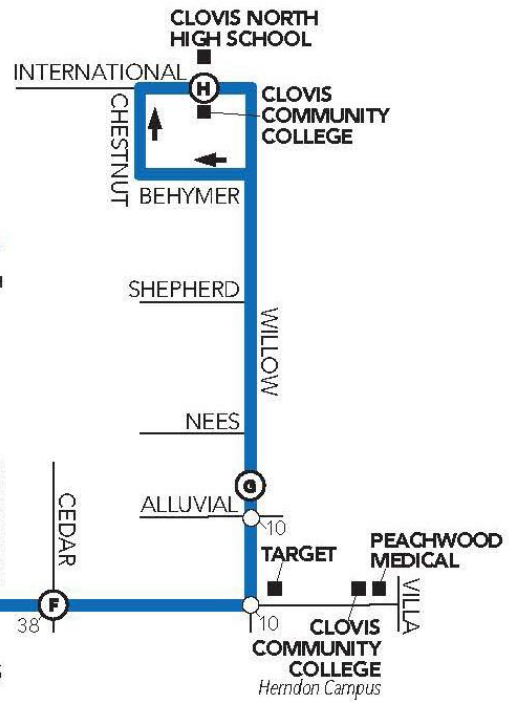 CLOVIS NORTH
HIGH SCHOOL
INTERNATIONAL
H
CLOVIS
COMMUNITY
COLLEGE
CHESTNUT
BEHYMER
SHEPHERD
WILLOW
NEES
G
ALLUVIAL
10
CEDAR
TARGET
PEACHWOOD
MEDICAL
VILLA
F
38
10
CLOVIS
COMMUNITY
COLLEGE
Herndon Campus